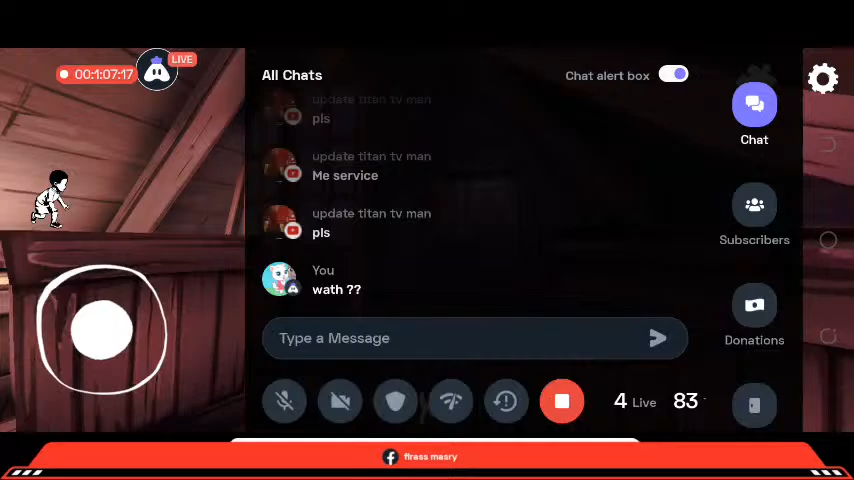 00:1:07:17
LIVE
All Chats
Chat alert box
update titan tv man
pls
update titan tv man
Me service
update titan tv man
pls
You
wath ??
Type a Message
Chat
Subscribers
Donations
4 Live 83
firass masry